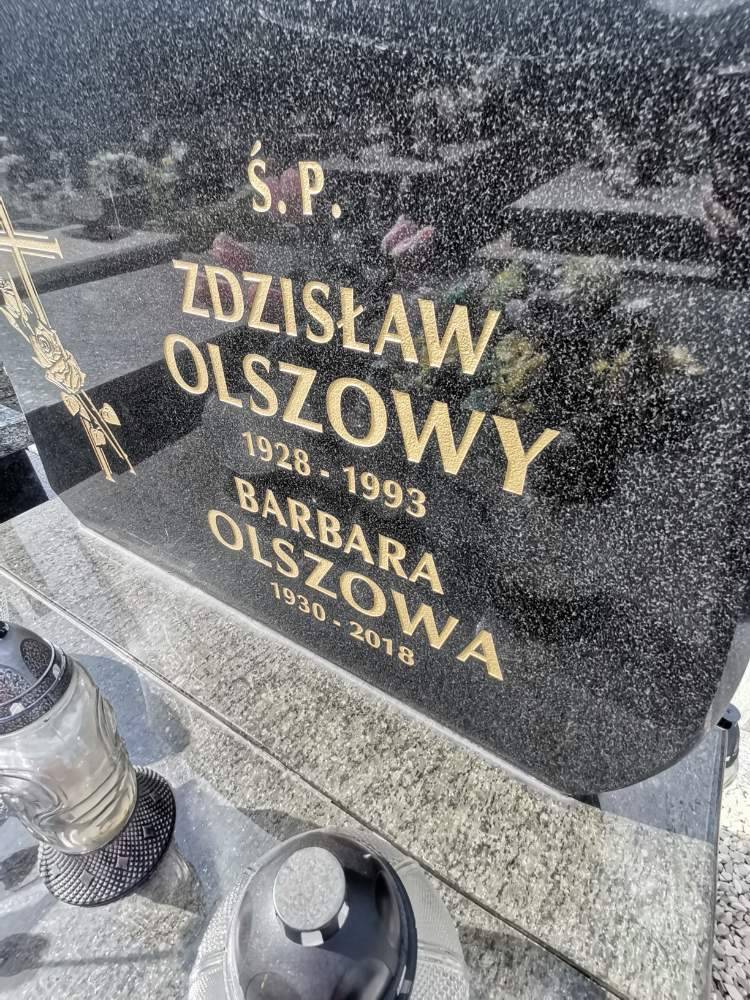 Ś.P.
ZDZISŁAW
OLSZOWY
1928 - 1993
BARBARA
OLSZOWA
1930 - 2018